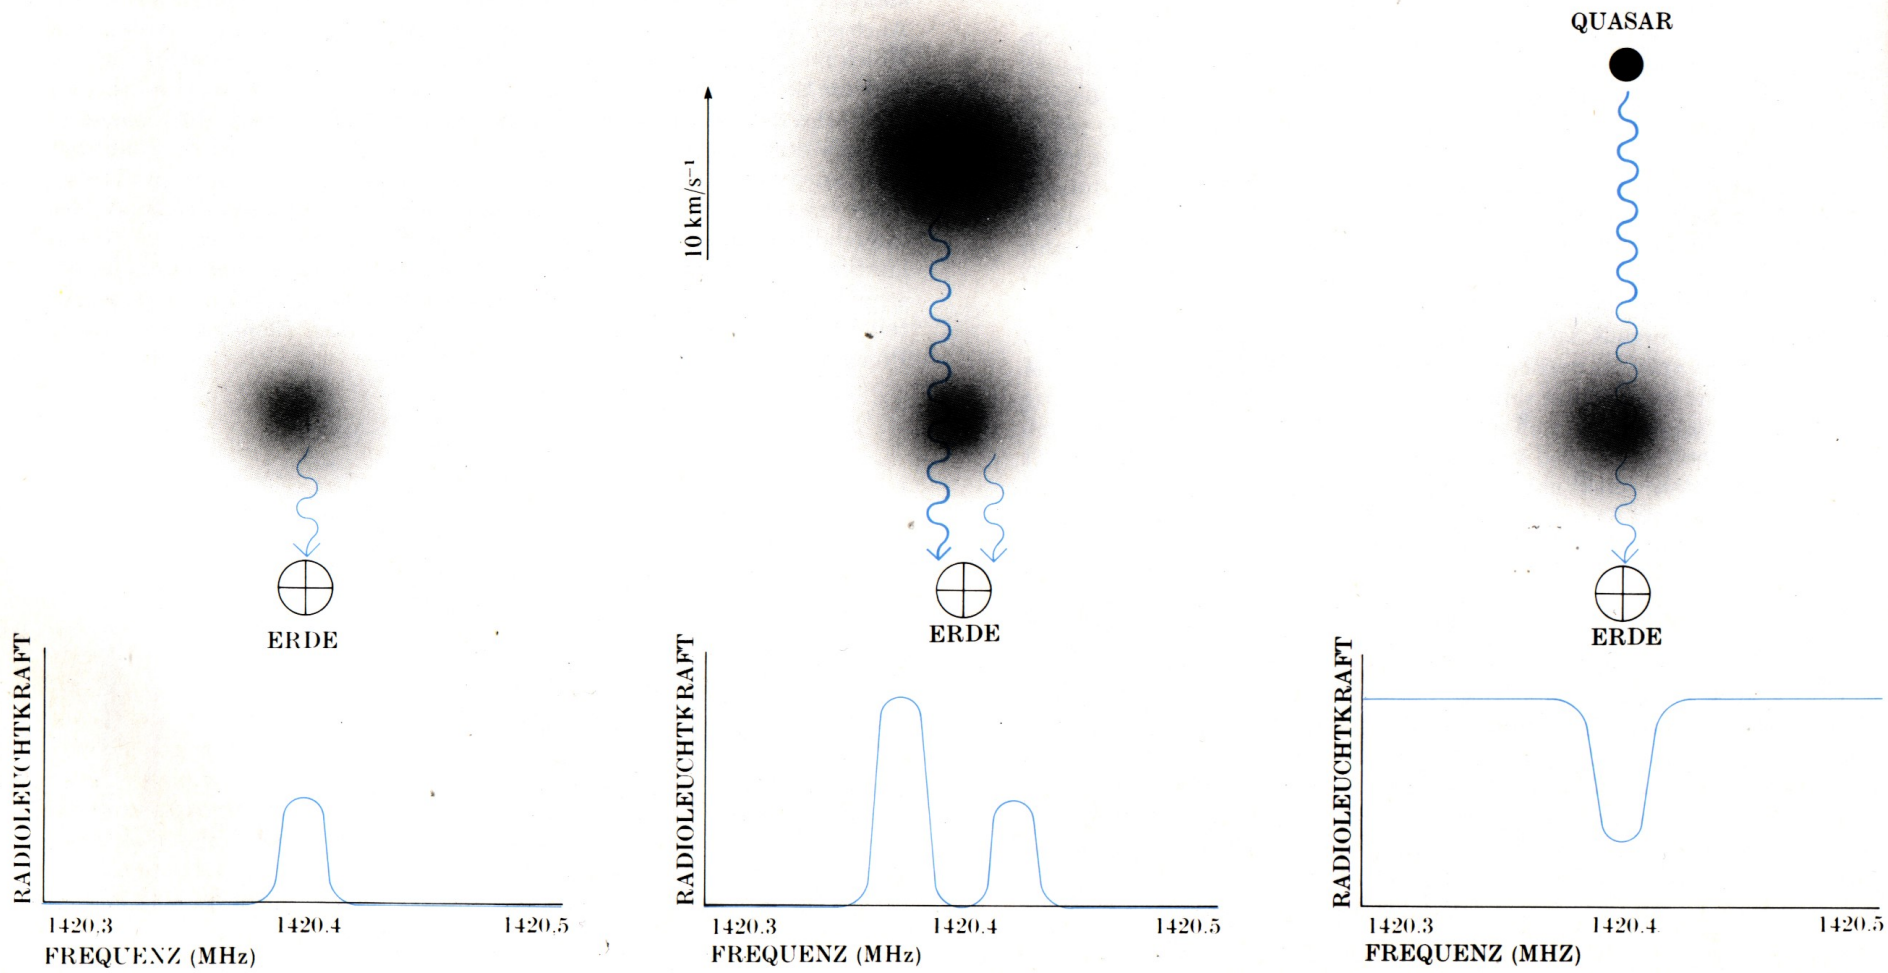 ERDE
RADIOLEUCHTKRAFT
1420.3 1420.4 1420.5
FREQUENZ (MHz)
10 km/s⁻¹
ERDE
RADIOLEUCHTKRAFT
1420.3 1420.4 1420.5
FREQUENZ (MHz)
QUASAR
ERDE
RADIOLEUCHTKRAFT
1420.3 1420.4 1420.5
FREQUENZ (MHZ)